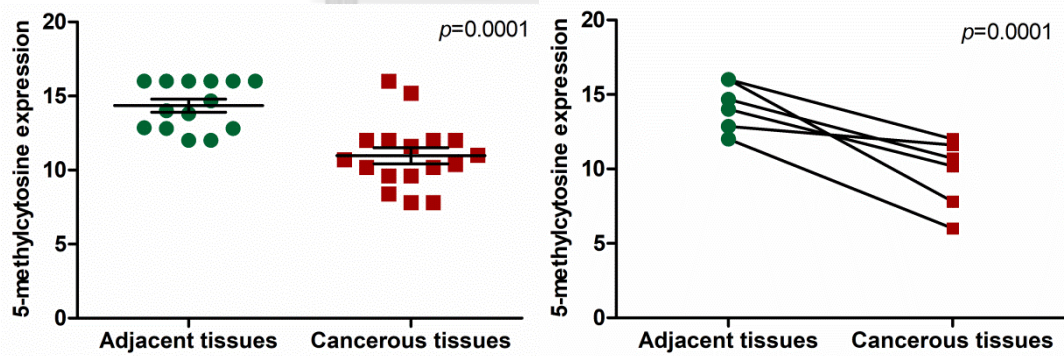 5-methylcytosine expression
20
15
10
5
0
p=0.0001
Adjacent tissues
Cancerous tissues
5-methylcytosine expression
20
15
10
5
0
p=0.0001
Adjacent tissues
Cancerous tissues